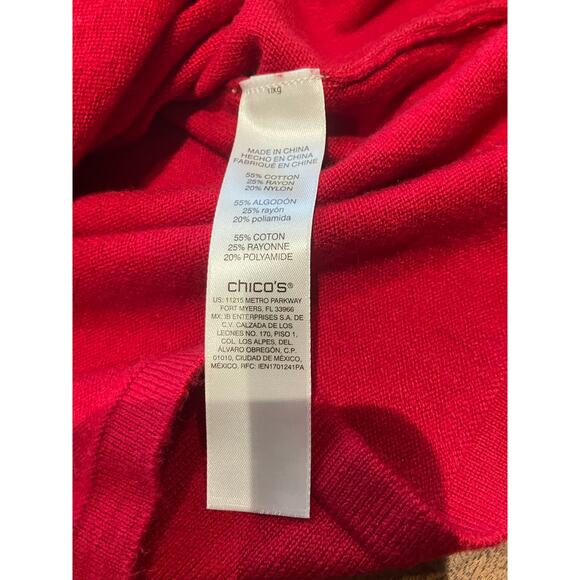 MADE IN CHINA
HECHO EN CHINA
FABRIQUÉ EN CHINE
55% COTTON
25% RAYON
20% NYLON
55% ALGODÓN
25% rayón
20% poliamida
55% COTON
25% RAYONNE
20% POLYAMIDE
chico's®
US: 11215 METRO PARKWAY
FORT MYERS, FL 33966
MX: IB ENTERPRISES S.A. DE
C.V. CALZADA DE LOS
LEONES NO. 170, PISO 1.
COL. LOS ALPES, DEL.
ÁLVARO OBREGÓN, C.P.
01010, CIUDAD DE MÉXICO,
MÉXICO. RFC: IEN1701241PA